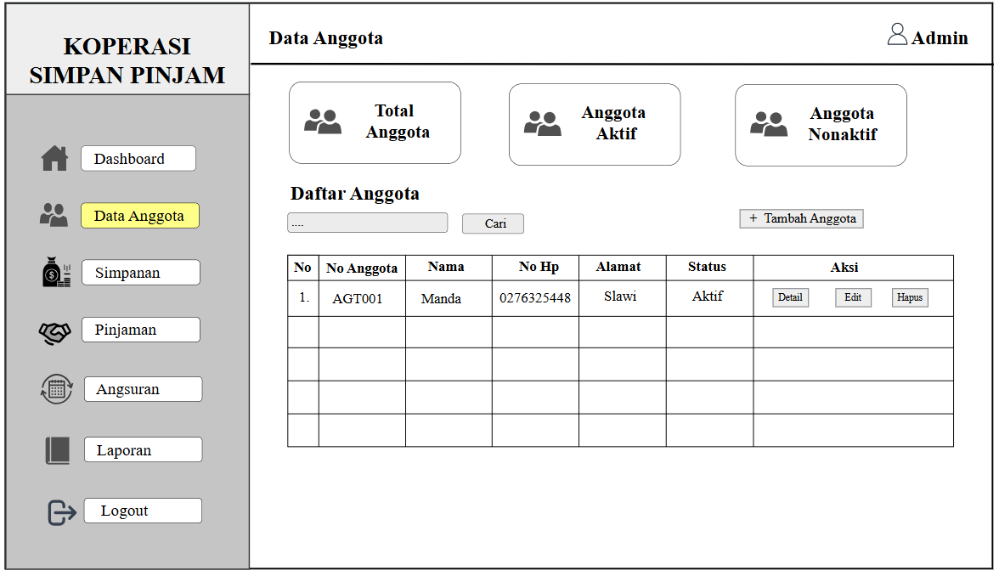 KOPERASI
SIMPAN PINJAM
Dashboard
Data Anggota
Simpanan
Pinjaman
Angsuran
Laporan
Logout
Data Anggota
Admin
Total
Anggota
Anggota
Aktif
Anggota
Nonaktif
Daftar Anggota
....
Cari
+ Tambah Anggota
No No Anggota Nama No Hp Alamat Status Aksi
1. AGT001 Manda 0276325448 Slawi Aktif Detail Edit Hapus